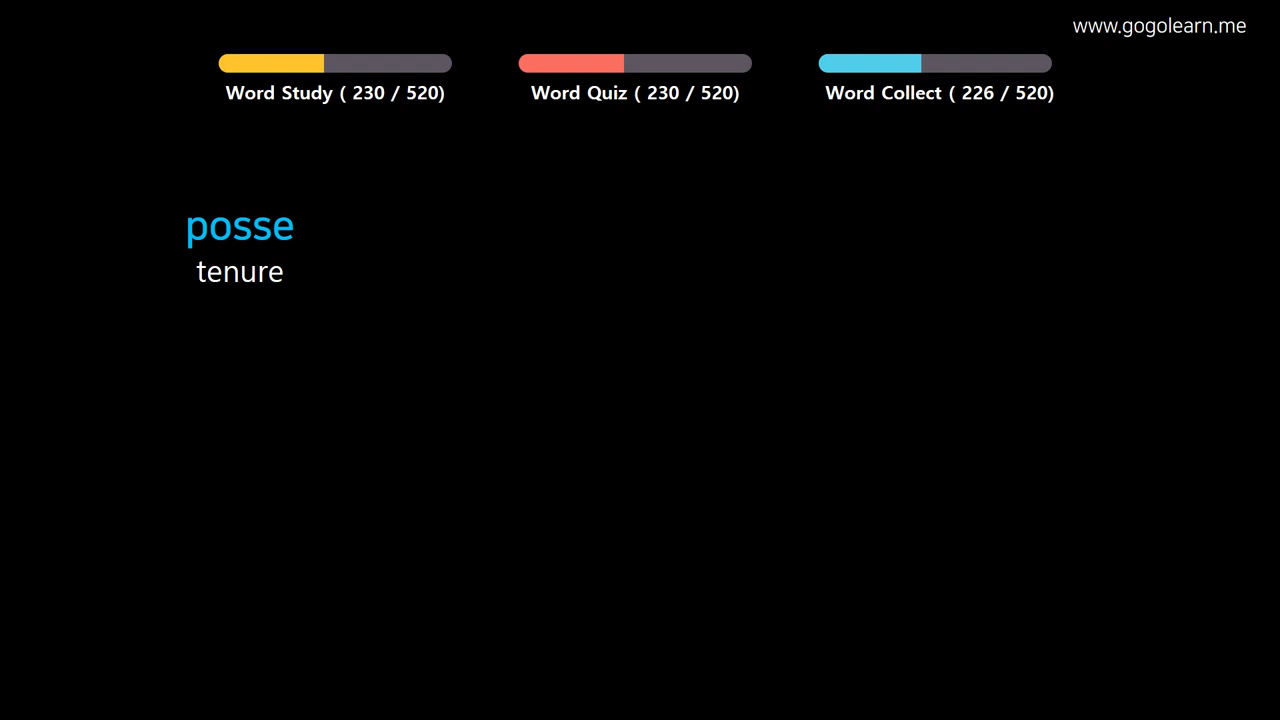 www.gogolearn.me
Word Study ( 230 / 520)
Word Quiz ( 230 / 520)
Word Collect ( 226 / 520)
posse
tenure